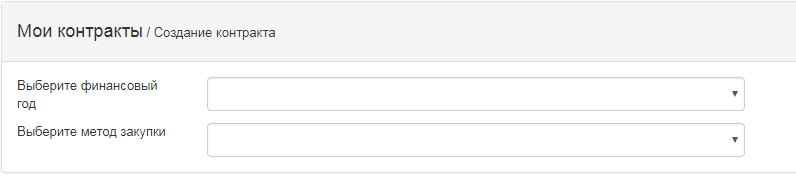 Мои контракты / Создание контракта
Выберите финансовый
год
Выберите метод закупки